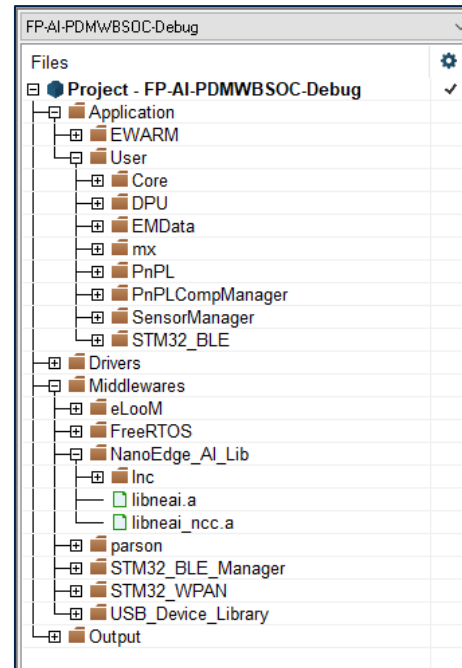 FP-AI-PDMWBSOC-Debug
Files
Project - FP-AI-PDMWBSOC-Debug
Application
EWARM
User
Core
DPU
EMData
mx
PnPL
PnPLCompManager
SensorManager
STM32_BLE
Drivers
Middlewares
eLooM
FreeRTOS
NanoEdge_AI_Lib
Inc
libneai.a
libneai_ncc.a
parson
STM32_BLE_Manager
STM32_WPAN
USB_Device_Library
Output